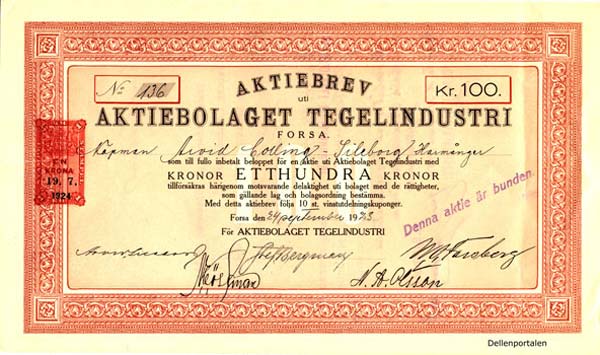 No 136
AKTIEBREV
uti
Kr. 100.
AKTIEBOLAGET TEGELINDUSTRI
FORSA.
Köpman Arvid Colling - Sileborg Harmånger
som till fullo inbetalt beloppet för en aktie uti Aktiebolaget Tegelindustri med
KRONOR ETTHUNDRA KRONOR
tillförsäkras härigenom motsvarande delaktighet uti bolaget med de rättigheter,
som gällande lag och bolagsordning bestämma.
Med detta aktiebrev följa 10 st. vinstutdelningskuponger.
Forsa den 24 september 1923.
För AKTIEBOLAGET TEGELINDUSTRI
EN
KRONA
19. 7.
1924
Denna aktie är bunden.
N. A. Olsson
Dellenportalen